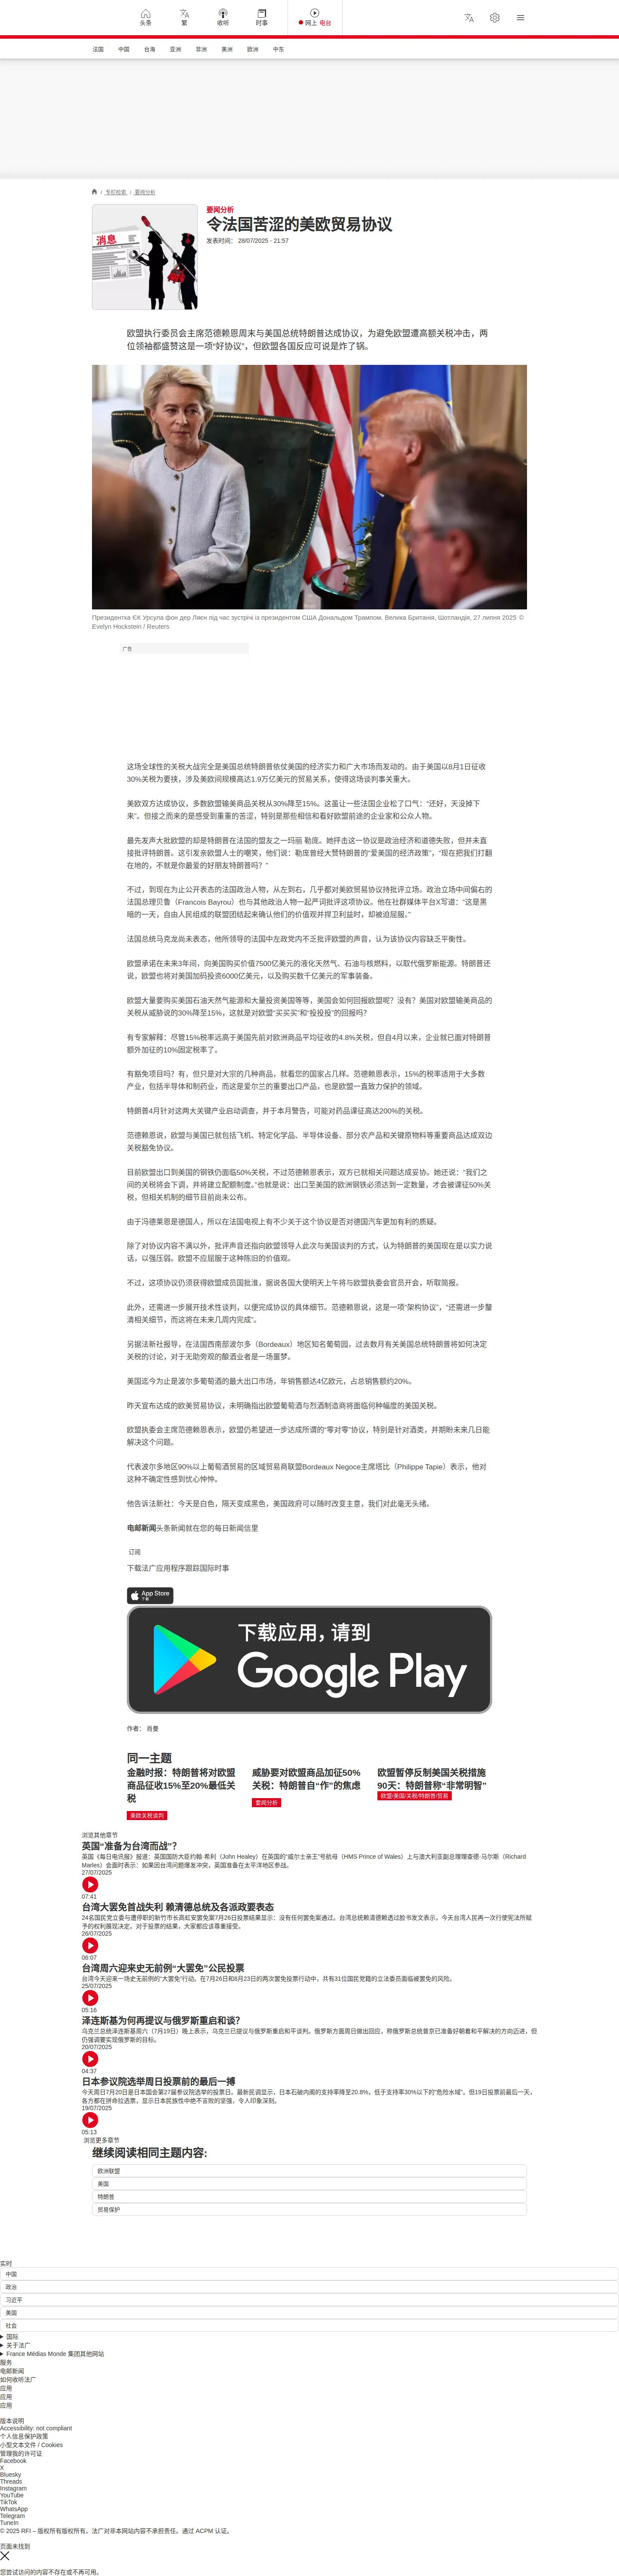 头条
繁
收听
时事
网上 电台
法国 中国 台海 亚洲 非洲 美洲 欧洲 中东
/ 专栏检索 / 要闻分析
消息
要闻分析
令法国苦涩的美欧贸易协议
发表时间： 28/07/2025 - 21:57
欧盟执行委员会主席范德赖恩周末与美国总统特朗普达成协议，为避免欧盟遭高额关税冲击，两
位领袖都盛赞这是一项“好协议”，但欧盟各国反应可说是炸了锅。
Президентка ЄК Урсула фон дер Ляєн під час зустрічі із президентом США Дональдом Трампом. Велика Британія, Шотландія, 27 липня 2025 ©
Evelyn Hockstein / Reuters
广告
这场全球性的关税大战完全是美国总统特朗普依仗美国的经济实力和广大市场而发动的。由于美国以8月1日征收
30%关税为要挟，涉及美欧间规模高达1.9万亿美元的贸易关系，使得这场谈判事关重大。
美欧双方达成协议，多数欧盟输美商品关税从30%降至15%。这虽让一些法国企业松了口气：“还好，天没掉下
来”。但接之而来的是感受到重重的苦涩，特别是那些相信和看好欧盟前途的企业家和公众人物。
最先发声大批欧盟的却是特朗普在法国的盟友之一玛丽 勒庞。她抨击这一协议是政治经济和道德失败，但并未直
接批评特朗普。这引发亲欧盟人士的嘲笑，他们说：勒庞曾经大赞特朗普的“爱美国的经济政策”，“现在把我们打翻
在地的，不就是你最爱的好朋友特朗普吗？”
不过，到现在为止公开表态的法国政治人物，从左到右，几乎都对美欧贸易协议持批评立场。政治立场中间偏右的
法国总理贝鲁（Francois Bayrou）也与其他政治人物一起严词批评这项协议。他在社群媒体平台X写道：“这是黑
暗的一天，自由人民组成的联盟团结起来确认他们的价值观并捍卫利益时，却被迫屈服。”
法国总统马克龙尚未表态，他所领导的法国中左政党内不乏批评欧盟的声音，认为该协议内容缺乏平衡性。
欧盟承诺在未来3年间，向美国购买价值7500亿美元的液化天然气、石油与核燃料，以取代俄罗斯能源。特朗普还
说，欧盟也将对美国加码投资6000亿美元，以及购买数千亿美元的军事装备。
欧盟大量要购买美国石油天然气能源和大量投资美国等等，美国会如何回报欧盟呢？没有？美国对欧盟输美商品的
关税从威胁说的30%降至15%，这就是对欧盟“买买买”和“投投投”的回报吗？
有专家解释：尽管15%税率远高于美国先前对欧洲商品平均征收的4.8%关税，但自4月以来，企业就已面对特朗普
额外加征的10%固定税率了。
有豁免项目吗？有，但只是对大宗的几种商品，就看您的国家占几样。范德赖恩表示，15%的税率适用于大多数
产业，包括半导体和制药业，而这是爱尔兰的重要出口产品，也是欧盟一直致力保护的领域。
特朗普4月针对这两大关键产业启动调查，并于本月警告，可能对药品课征高达200%的关税。
范德赖恩说，欧盟与美国已就包括飞机、特定化学品、半导体设备、部分农产品和关键原物料等重要商品达成双边
关税豁免协议。
目前欧盟出口到美国的钢铁仍面临50%关税，不过范德赖恩表示，双方已就相关问题达成妥协。她还说：“我们之
间的关税将会下调，并将建立配额制度。”也就是说：出口至美国的欧洲钢铁必须达到一定数量，才会被课征50%关
税，但相关机制的细节目前尚未公布。
由于冯德莱恩是德国人，所以在法国电视上有不少关于这个协议是否对德国汽车更加有利的质疑。
除了对协议内容不满以外，批评声音还指向欧盟领导人此次与美国谈判的方式，认为特朗普的美国现在是以实力说
话，以强压弱。欧盟不应屈服于这种陈旧的价值观。
不过，这项协议仍须获得欧盟成员国批准，据说各国大使明天上午将与欧盟执委会官员开会，听取简报。
此外，还需进一步展开技术性谈判，以便完成协议的具体细节。范德赖恩说，这是一项“架构协议”，“还需进一步釐
清相关细节，而这将在未来几周内完成”。
另据法新社报导，在法国西南部波尔多（Bordeaux）地区知名葡萄园，过去数月有关美国总统特朗普将如何决定
关税的讨论，对于无助旁观的酿酒业者是一场噩梦。
美国迄今为止是波尔多葡萄酒的最大出口市场，年销售额达4亿欧元，占总销售额约20%。
昨天宣布达成的欧美贸易协议，未明确指出欧盟葡萄酒与烈酒制造商将面临何种幅度的美国关税。
欧盟执委会主席范德赖恩表示，欧盟仍希望进一步达成所谓的“零对零”协议，特别是针对酒类，并期盼未来几日能
解决这个问题。
代表波尔多地区90%以上葡萄酒贸易的区域贸易商联盟Bordeaux Negoce主席塔比（Philippe Tapie）表示，他对
这种不确定性感到忧心忡忡。
他告诉法新社：今天是白色，隔天变成黑色，美国政府可以随时改变主意，我们对此毫无头绪。
电邮新闻头条新闻就在您的每日新闻信里
订阅
下载法广应用程序跟踪国际时事
App Store
下载
下载应用，请到
Google Play
作者： 肖曼
同一主题
金融时报：特朗普将对欧盟
商品征收15%至20%最低关
税
美欧关税谈判
威胁要对欧盟商品加征50%
关税：特朗普自“作”的焦虑
要闻分析
欧盟暂停反制美国关税措施
90天：特朗普称“非常明智”
欧盟/美国/关税/特朗普/贸易
浏览其他章节
英国“准备为台湾而战”？
英国《每日电讯报》报道：英国国防大臣约翰·希利（John Healey）在英国的“威尔士亲王”号航母（HMS Prince of Wales）上与澳大利亚副总理理查德·马尔斯（Richard
Marles）会面时表示：如果因台湾问题爆发冲突，英国准备在太平洋地区参战。
27/07/2025
07:41
台湾大罢免首战失利 赖清德总统及各派政要表态
24名国民党立委与遭停职的新竹市长高虹安罢免案7月26日投票结果显示：没有任何罢免案通过。台湾总统赖清德赖透过脸书发文表示，今天台湾人民再一次行使宪法所赋
予的权利展现决定。对于投票的结果，大家都应该尊重接受。
26/07/2025
06:07
台湾周六迎来史无前例“大罢免”公民投票
台湾今天迎来一场史无前例的“大罢免”行动。在7月26日和8月23日的两次罢免投票行动中，共有31位国民党籍的立法委员面临被罢免的风险。
25/07/2025
05:16
泽连斯基为何再提议与俄罗斯重启和谈？
乌克兰总统泽连斯基周六（7月19日）晚上表示，乌克兰已提议与俄罗斯重启和平谈判。俄罗斯方面周日做出回应，称俄罗斯总统普京已准备好朝着和平解决的方向迈进，但
仍强调要实现俄罗斯的目标。
20/07/2025
04:37
日本参议院选举周日投票前的最后一搏
今天周日7月20日是日本国会第27届参议院选举的投票日。最新民调显示，日本石破内阁的支持率降至20.8%，低于支持率30%以下的“危险水域”。但19日投票前最后一天，
各方都在拼命拉选票，显示日本民族性中绝不言败的坚强，令人印象深刻。
19/07/2025
05:13
浏览更多章节
继续阅读相同主题内容:
欧洲联盟
美国
特朗普
贸易保护
实时
中国
政治
习近平
美国
社会
国际
关于法广
France Médias Monde 集团其他网站
服务
电邮新闻
如何收听法广
应用
应用
应用
版本说明
Accessibility: not compliant
个人信息保护政策
小型文本文件 / Cookies
管理我的许可证
Facebook
X
Bluesky
Threads
Instagram
YouTube
TikTok
WhatsApp
Telegram
TuneIn
© 2025 RFI – 版权所有版权所有。法广对非本网站内容不承担责任。通过 ACPM 认证。
页面未找到
您尝试访问的内容不存在或不再可用。